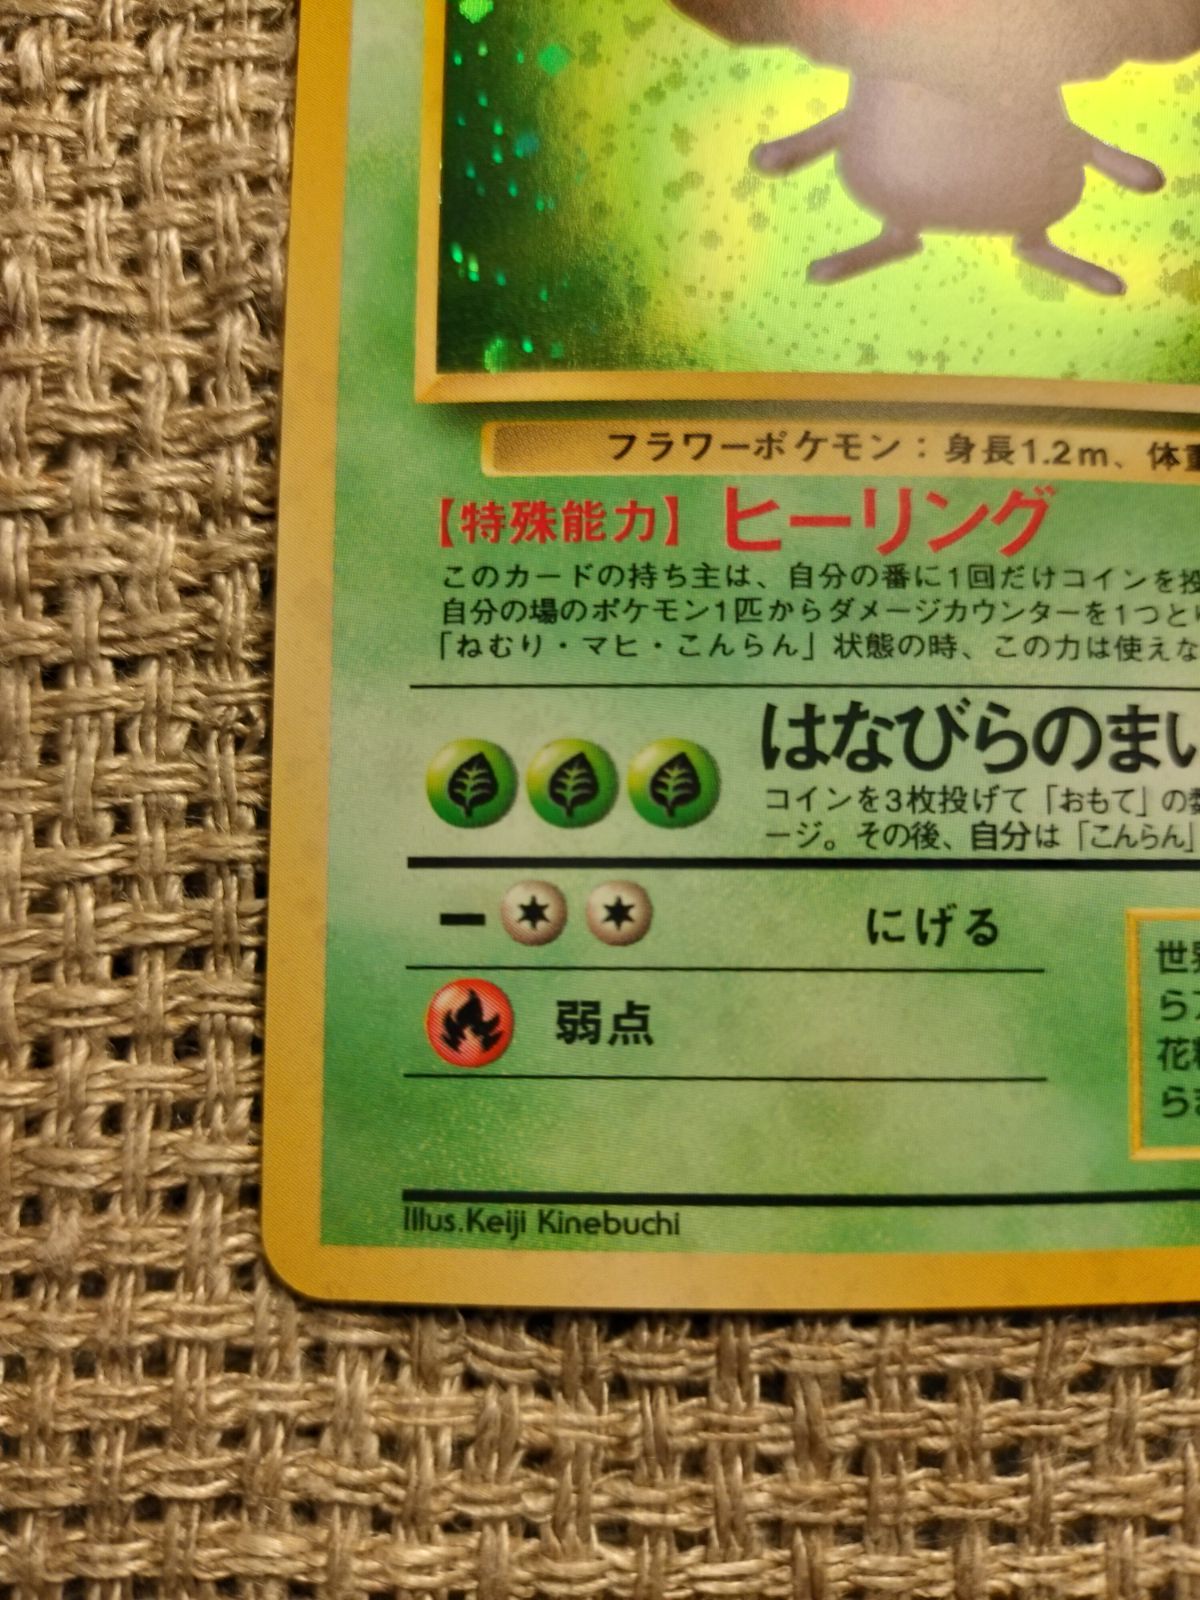 フラワーポケモン：身長1.2m、体重
【特殊能力】ヒーリング
このカードの持ち主は、自分の番に1回だけコインを投
自分の場のポケモン1匹からダメージカウンターを1つと
「ねむり・マヒ・こんらん」状態の時、この力は使えな
はなびらのまい
コインを3枚投げて「おもて」の数
ージ。その後、自分は「こんらん」
にげる
弱点
世界
ら
花粉
ら
Illus.Keiji Kinebuchi